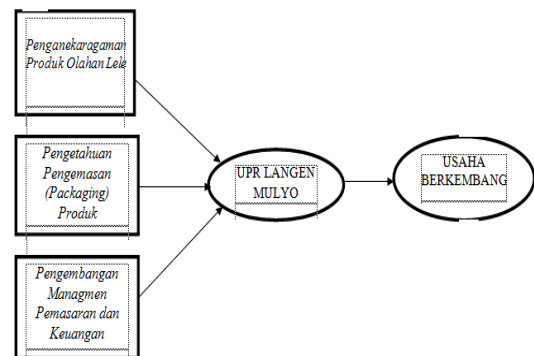 Penganekaragaman
Produk Olahan Lele
Pengetahuan
Pengemasan
(Packaging)
Produk
Pengembangan
Managmen
Pemasaran dan
Keuangan
UPR LANGEN
MULYO
USAHA
BERKEMBANG